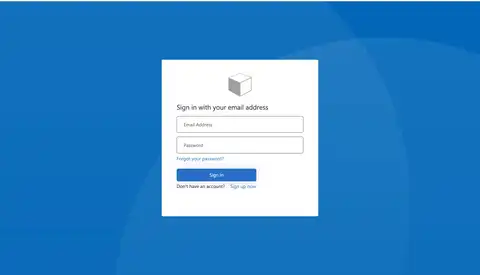 Sign in with your email address
Email Address
Password
Forgot your password?
Sign in
Don't have an account? Sign up now